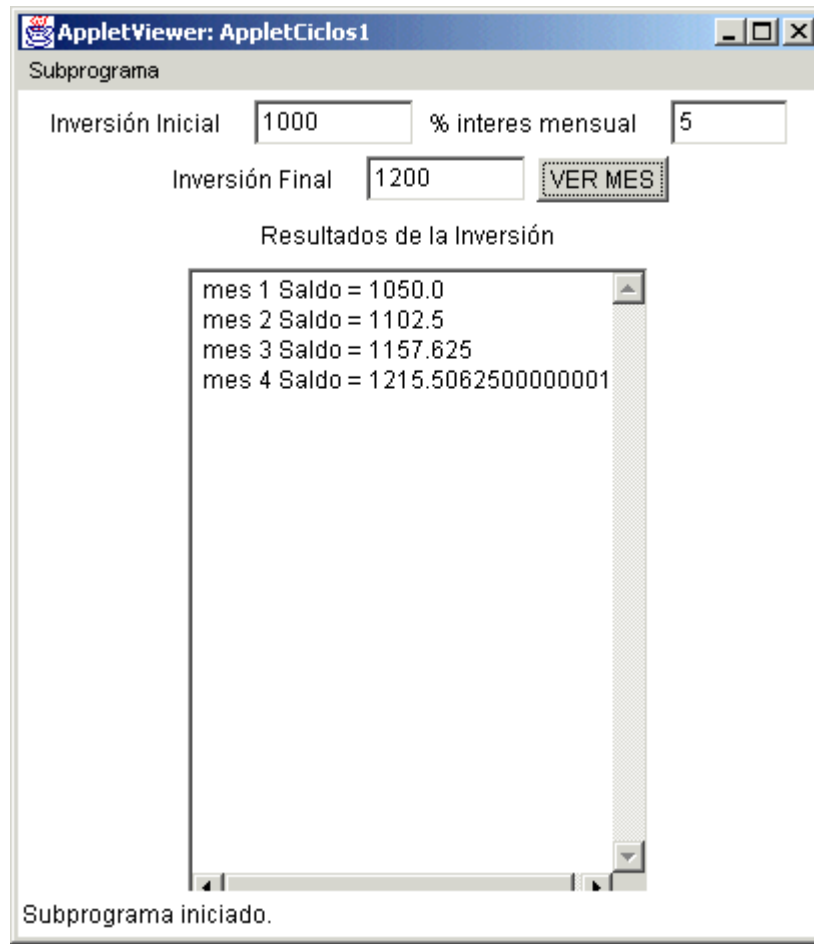 AppletViewer: AppletCiclos1
Subprograma
Inversión Inicial 1000 % interes mensual 5
Inversión Final 1200 VER MES
Resultados de la Inversión
mes 1 Saldo = 1050.0
mes 2 Saldo = 1102.5
mes 3 Saldo = 1157.625
mes 4 Saldo = 1215.5062500000001
Subprograma iniciado.